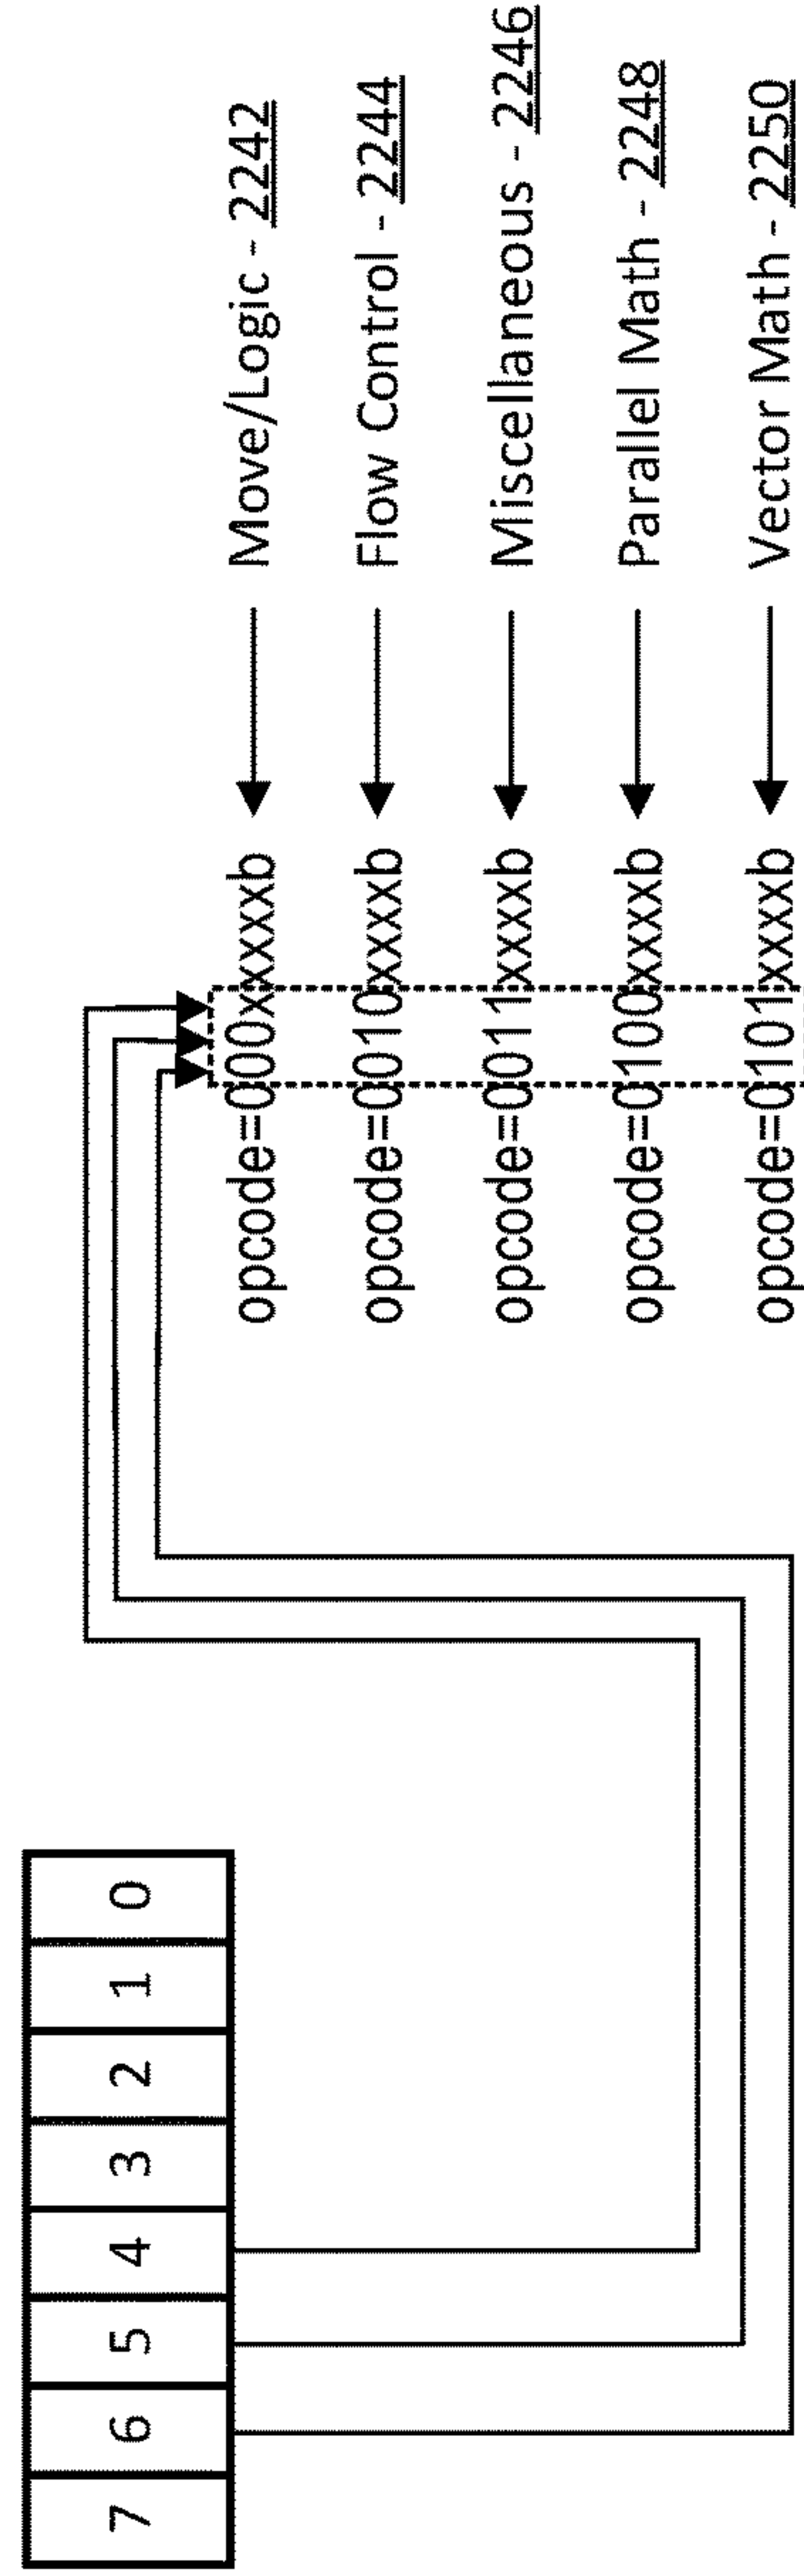 7 6 5 4 3 2 1 0
opcode=000xxxxxb Move/Logic - 2242
opcode=0010xxxxb Flow Control - 2244
opcode=0011xxxxb Miscellaneous - 2246
opcode=0100xxxxb Parallel Math - 2248
opcode=0101xxxxb Vector Math - 2250